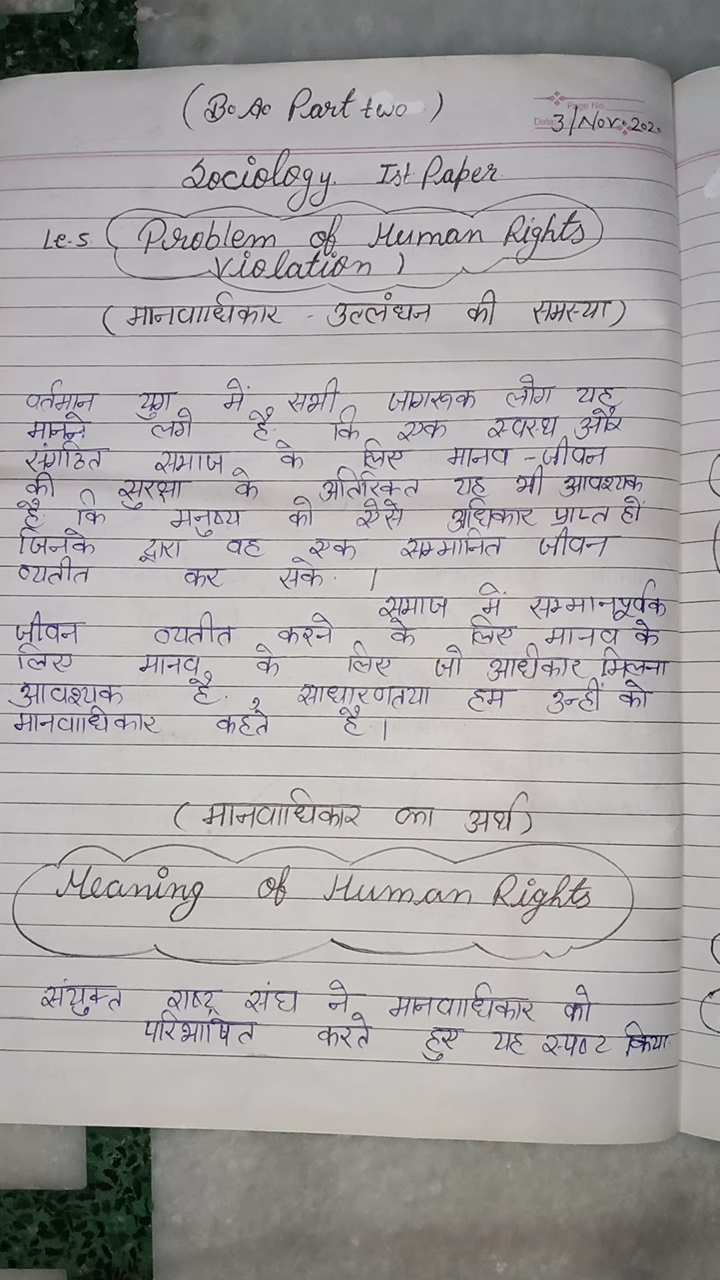 (B.A. Part two)
Page No.
Date 3/Nov. 2020
Sociology Ist Paper
Le.5 (Problem of Human Rights
Violation)
(मानवाधिकार - उल्लंघन की समस्या)
वर्तमान युग में सभी जागरूक लोग यह
मानने लगे है कि एक स्वस्थ और
संगठित समाज के लिए मानव-जीवन
की सुरक्षा के अतिरिक्त यह भी आवश्यक
है कि मनुष्य को ऐसे अधिकार प्राप्त हों
जिनके द्वारा वह एक सम्मानित जीवन
व्यतीत कर सके।
समाज में सम्मानपूर्वक
जीवन व्यतीत करने के लिए मानव के
लिए मानव के लिए जो अधिकार मिलना
आवश्यक है, साधारणतया हम उन्हीं को
मानवाधिकार कहते है।
(मानवाधिकार का अर्थ)
Meaning of Human Rights
संयुक्त राष्ट्र संघ ने मानवाधिकार को
परिभाषित करते हुए यह स्पष्ट किया